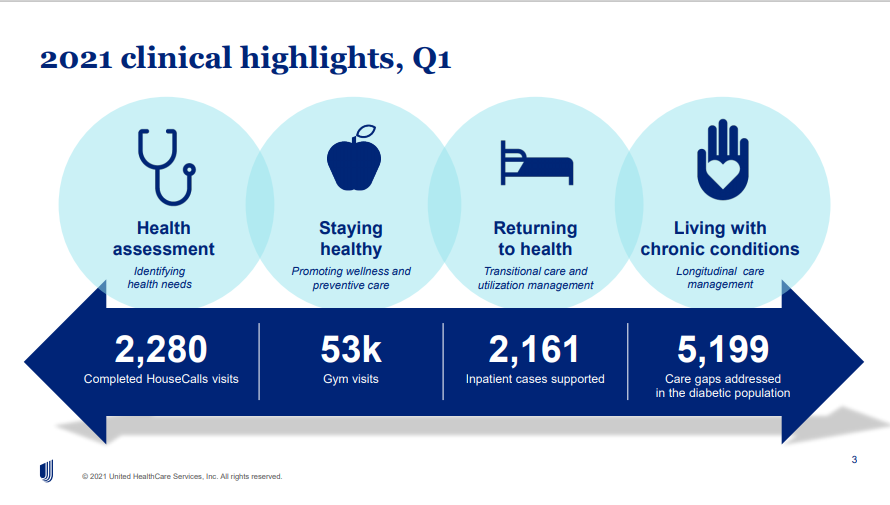 2021 clinical highlights, Q1
Health
assessment
Identifying
health needs
Staying
healthy
Promoting wellness and
preventive care
Returning
to health
Transitional care and
utilization management
Living with
chronic conditions
Longitudinal care
management
2,280
Completed HouseCalls visits
53k
Gym visits
2,161
Inpatient cases supported
5,199
Care gaps addressed
in the diabetic population
3
© 2021 United HealthCare Services, Inc. All rights reserved.